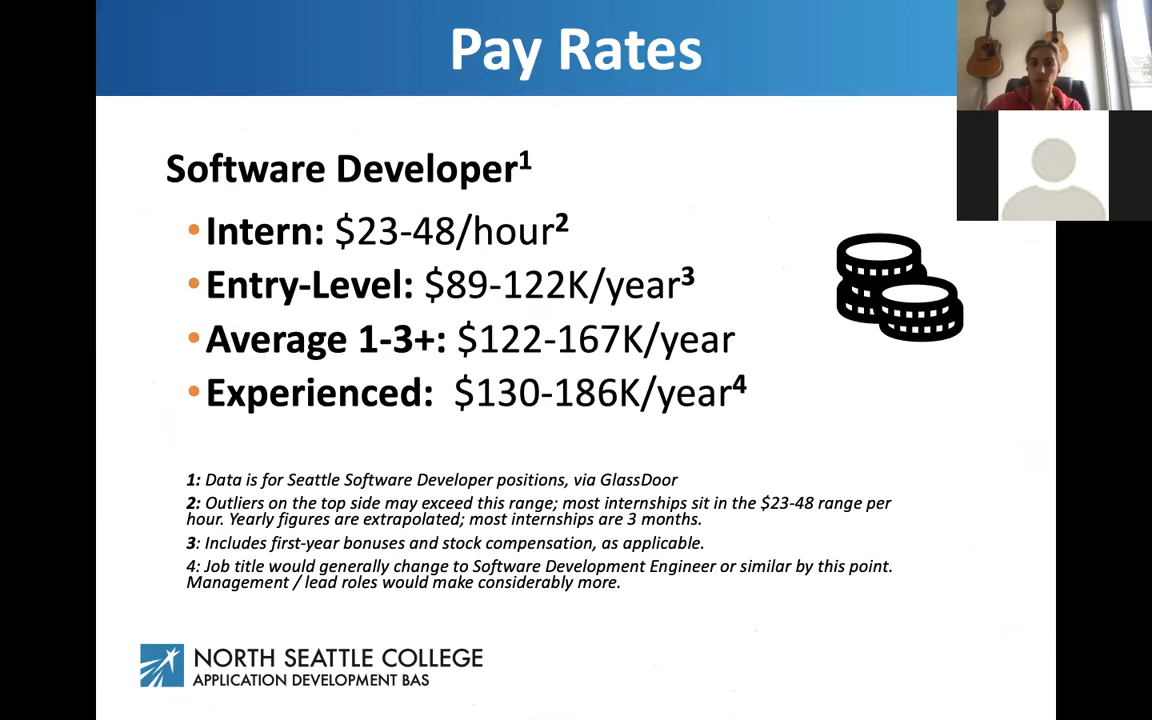 Pay Rates
Software Developer¹
•Intern: $23-48/hour²
•Entry-Level: $89-122K/year³
•Average 1-3+: $122-167K/year
•Experienced: $130-186K/year⁴
1: Data is for Seattle Software Developer positions, via GlassDoor
2: Outliers on the top side may exceed this range; most internships sit in the $23-48 range per
hour. Yearly figures are extrapolated; most internships are 3 months.
3: Includes first-year bonuses and stock compensation, as applicable.
4: Job title would generally change to Software Development Engineer or similar by this point.
Management / lead roles would make considerably more.
NORTH SEATTLE COLLEGE
APPLICATION DEVELOPMENT BAS